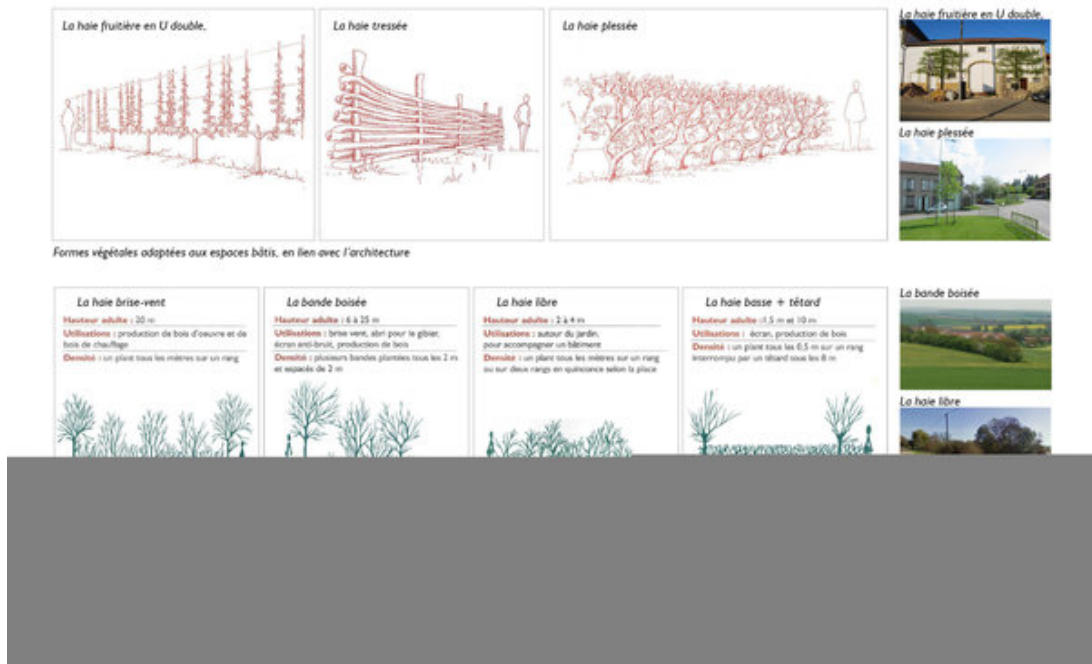 La haie fruitière en U double.
La haie tressée
La haie plessée
La haie fruitière en U double.
La haie plessée
Formes végétales adaptées aux espaces bâtis, en lien avec l'architecture
La haie brise-vent
Hauteur adulte : 20 m
Utilisations : production de bois d'oeuvre et de
bois de chauffage
Densité : un plant tous les mètres sur un rang
La bande boisée
Hauteur adulte : 6 à 25 m
Utilisations : brise vent, abri pour le gibier,
écran anti-bruit, production de bois
Densité : plusieurs bandes plantées tous les 2 m
et espacés de 2 m
La haie libre
Hauteur adulte : 2 à 4 m
Utilisations : autour du jardin,
pour accompagner un bâtiment
Densité : un plant tous les mètres sur un rang
ou sur deux rangs en quinconce selon la place
La haie basse + têtard
Hauteur adulte :1,5 m et 10 m
Utilisations : écran, production de bois
Densité : un plant tous les 0,5 m sur un rang
interrompu par un têtard tous les 8 m
La bande boisée
La haie libre